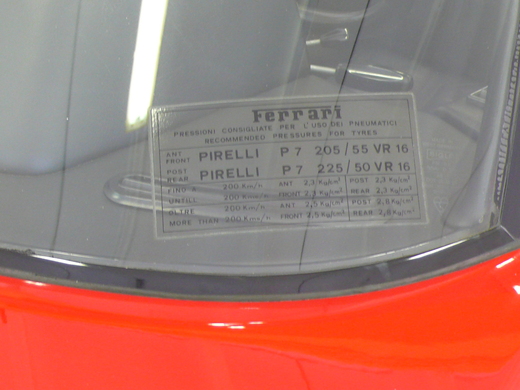 Ferrari
PRESSIONI CONSIGLIATE PER L'USO DEI PNEUMATICI
RECOMMENDED PRESSURES FOR TYRES
ANT FRONT PIRELLI P 7 205/55 VR 16
POST REAR PIRELLI P 7 225/50 VR 16
FINO A 200 Km/h ANT 2,3 Kg/cm² POST 2,3 Kg/cm²
UNTILL 200 Km/h FRONT 2,3 Kg/cm² REAR 2,3 Kg/cm²
OLTRE 200 Km/h ANT 2,5 Kg/cm² POST 2,8 Kg/cm²
MORE THAN 200 Km/h FRONT 2,5 Kg/cm² REAR 2,8 Kg/cm²